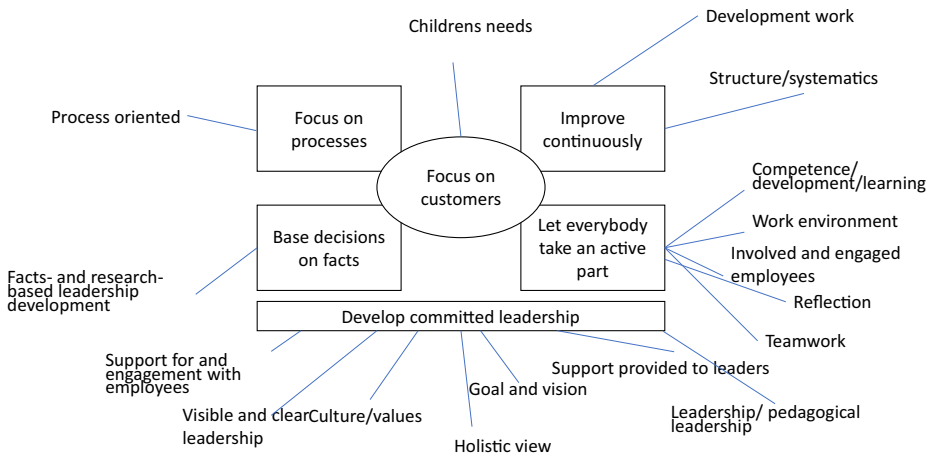 Childrens needs
Development work
Structure/systematics
Process oriented
Focus on
processes
Improve
continuously
Focus on
customers
Competence/
development/learning
Work environment
Involved and engaged
employees
Reflection
Teamwork
Base decisions
on facts
Let everybody
take an active
part
Facts- and research-
based leadership
development
Develop committed leadership
Support for and
engagement with
employees
Visible and clear
leadership
Culture/values
Holistic view
Goal and vision
Support provided to leaders
Leadership/ pedagogical
leadership